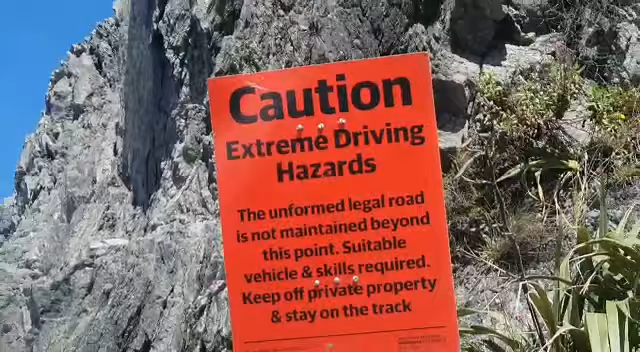 Caution
Extreme Driving
Hazards
The unformed legal road
is not maintained beyond
this point. Suitable
vehicle & skills required.
Keep off private property
& stay on the track